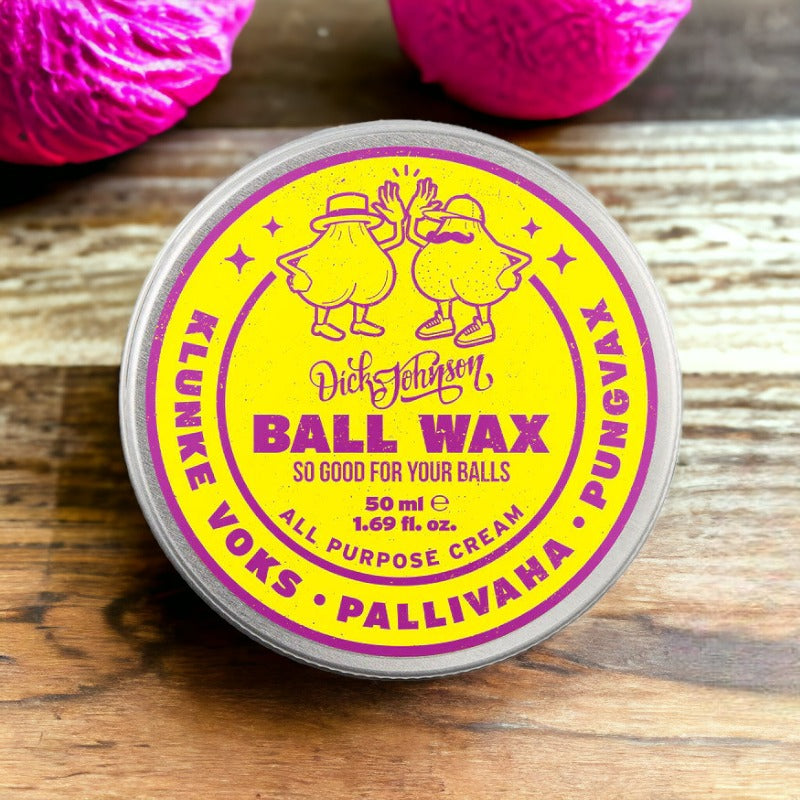 Dick Johnson
BALL WAX
SO GOOD FOR YOUR BALLS
50 ml ℮
1.69 fl. oz.
ALL PURPOSE CREAM
KLUNKE VOKS • PALLIVAHA • PUNGVAX